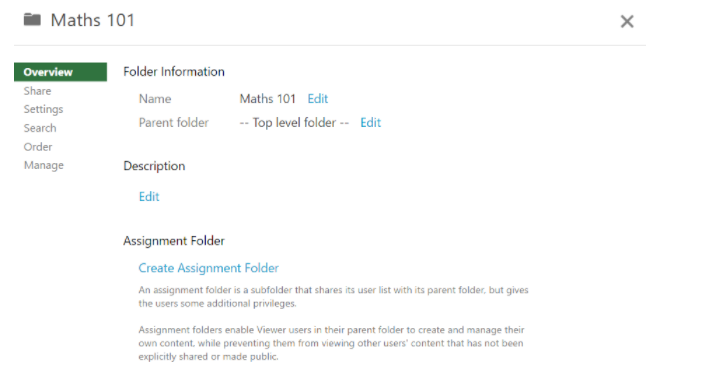 Maths 101
Overview
Share
Settings
Search
Order
Manage
Folder Information
Name Maths 101 Edit
Parent folder -- Top level folder -- Edit
Description
Edit
Assignment Folder
Create Assignment Folder
An assignment folder is a subfolder that shares its user list with its parent folder, but gives
the users some additional privileges.
Assignment folders enable Viewer users in their parent folder to create and manage their
own content, while preventing them from viewing other users' content that has not been
explicitly shared or made public.